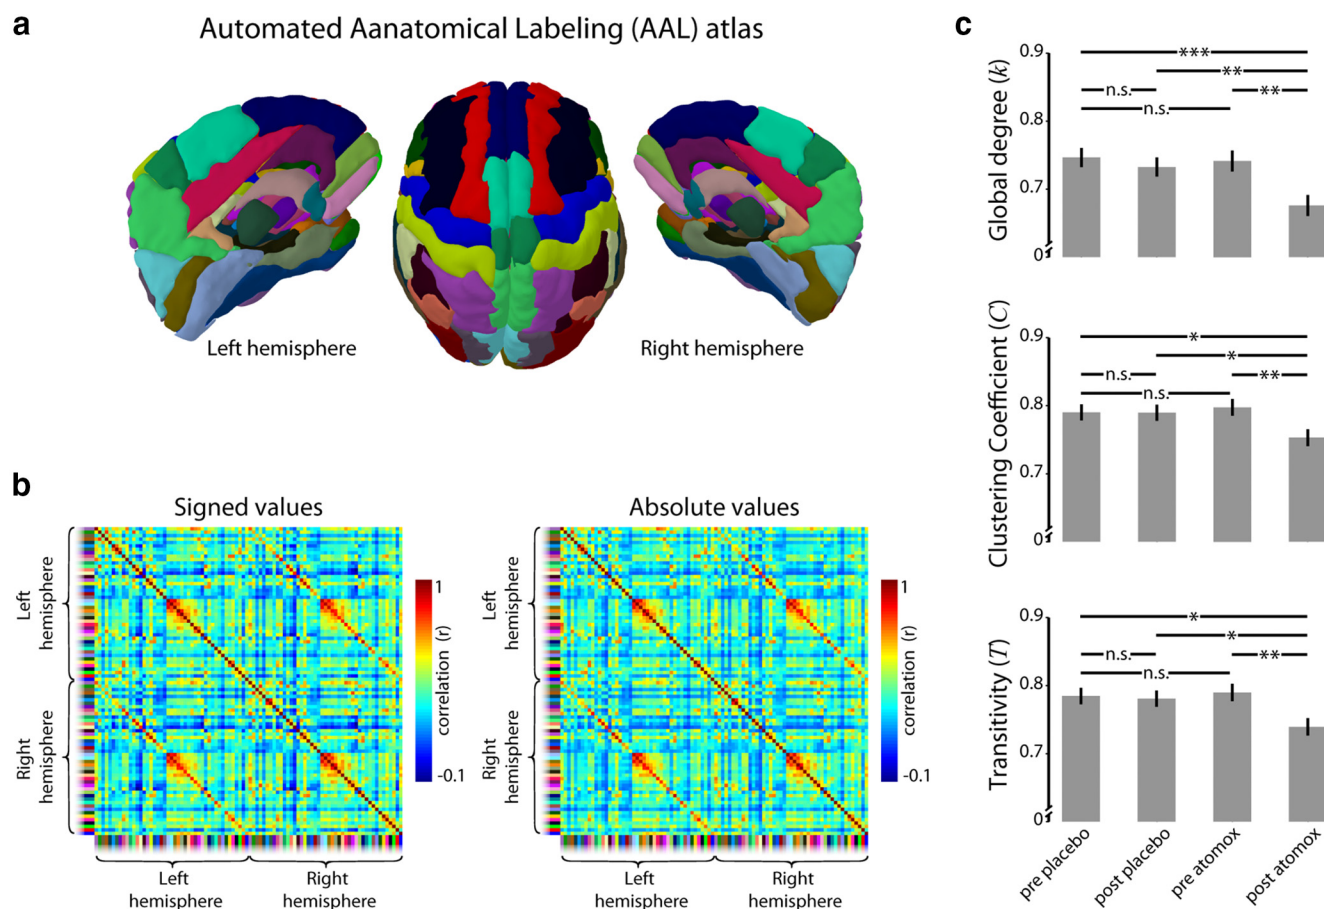 a
Automated Aanatomical Labeling (AAL) atlas
Left hemisphere
Right hemisphere
b
Signed values
Left
hemisphere
Right
hemisphere
1
correlation (r)
-0.1
Left
hemisphere
Right
hemisphere
Absolute values
Left
hemisphere
Right
hemisphere
1
correlation (r)
-0.1
Left
hemisphere
Right
hemisphere
c
Global degree (k)
0.9
0.8
0.7
0
***
**
n.s.
**
n.s.
Clustering Coefficient (C)
0.9
0.8
0.7
0
*
*
n.s.
**
n.s.
Transitivity (T)
0.9
0.8
0.7
0
*
*
n.s.
**
n.s.
pre placebo
post placebo
pre atomox
post atomox